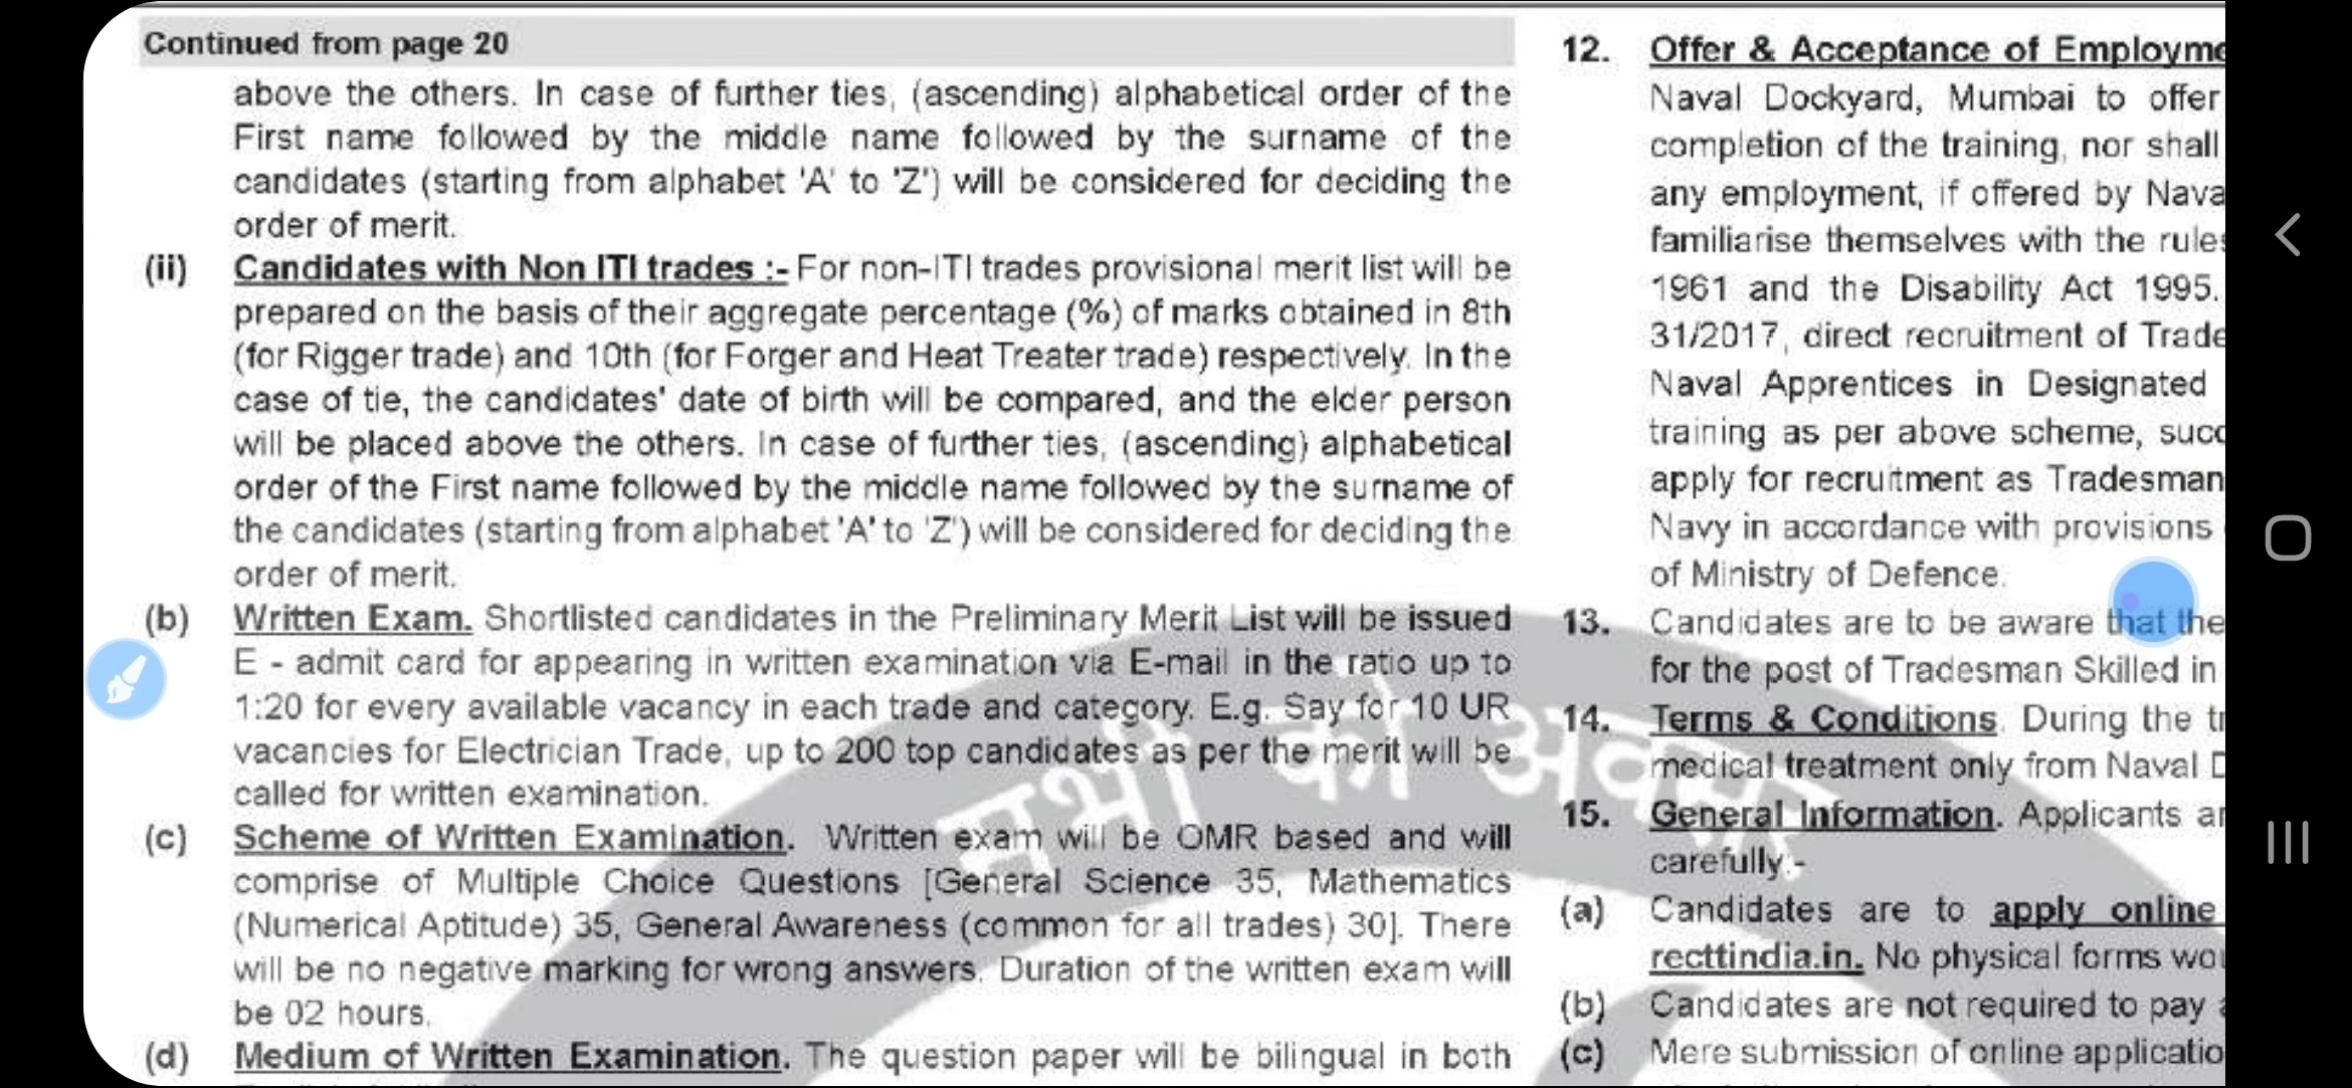 Continued from page 20
above the others. In case of further ties, (ascending) alphabetical order of the
First name followed by the middle name followed by the surname of the
candidates (starting from alphabet 'A' to 'Z') will be considered for deciding the
order of merit.
(ii) Candidates with Non ITI trades :- For non-ITI trades provisional merit list will be
prepared on the basis of their aggregate percentage (%) of marks obtained in 8th
(for Rigger trade) and 10th (for Forger and Heat Treater trade) respectively. In the
case of tie, the candidates' date of birth will be compared, and the elder person
will be placed above the others. In case of further ties, (ascending) alphabetical
order of the First name followed by the middle name followed by the surname of
the candidates (starting from alphabet 'A' to 'Z') will be considered for deciding the
order of merit.
(b) Written Exam. Shortlisted candidates in the Preliminary Merit List will be issued
E - admit card for appearing in written examination via E-mail in the ratio up to
1:20 for every available vacancy in each trade and category. E.g. Say for 10 UR
vacancies for Electrician Trade, up to 200 top candidates as per the merit will be
called for written examination.
(c) Scheme of Written Examination. Written exam will be OMR based and will
comprise of Multiple Choice Questions [General Science 35, Mathematics
(Numerical Aptitude) 35, General Awareness (common for all trades) 30]. There
will be no negative marking for wrong answers. Duration of the written exam will
be 02 hours.
(d) Medium of Written Examination. The question paper will be bilingual in both
12. Offer & Acceptance of Employme
Naval Dockyard, Mumbai to offer
completion of the training, nor shall
any employment, if offered by Nava
familiarise themselves with the rules
1961 and the Disability Act 1995.
31/2017, direct recruitment of Trade
Naval Apprentices in Designated
training as per above scheme, succ
apply for recruitment as Tradesman
Navy in accordance with provisions
of Ministry of Defence.
13. Candidates are to be aware that the
for the post of Tradesman Skilled in
14. Terms & Conditions. During the tr
medical treatment only from Naval D
15. General Information. Applicants ar
carefully:-
(a) Candidates are to apply online
recttindia.in. No physical forms wo
(b) Candidates are not required to pay a
(c) Mere submission of online applicatio
सभी को अवसर